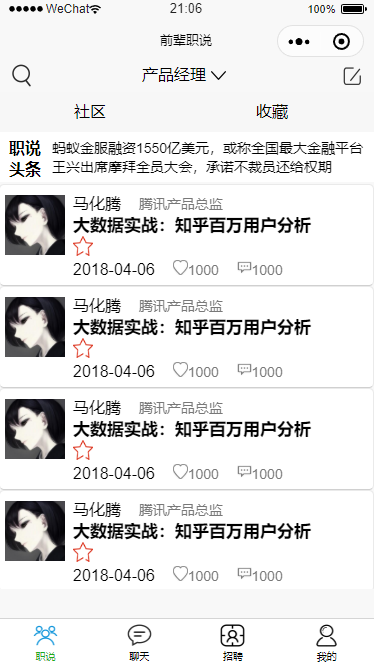 WeChat 21:06 100%
前辈职说
产品经理
社区 收藏
职说 蚂蚁金服融资1550亿美元，或称全国最大金融平台
头条 王兴出席摩拜全员大会，承诺不裁员还给权期
马化腾 腾讯产品总监
大数据实战：知乎百万用户分析
2018-04-06 1000 1000
马化腾 腾讯产品总监
大数据实战：知乎百万用户分析
2018-04-06 1000 1000
马化腾 腾讯产品总监
大数据实战：知乎百万用户分析
2018-04-06 1000 1000
马化腾 腾讯产品总监
大数据实战：知乎百万用户分析
2018-04-06 1000 1000
职说 聊天 招聘 我的